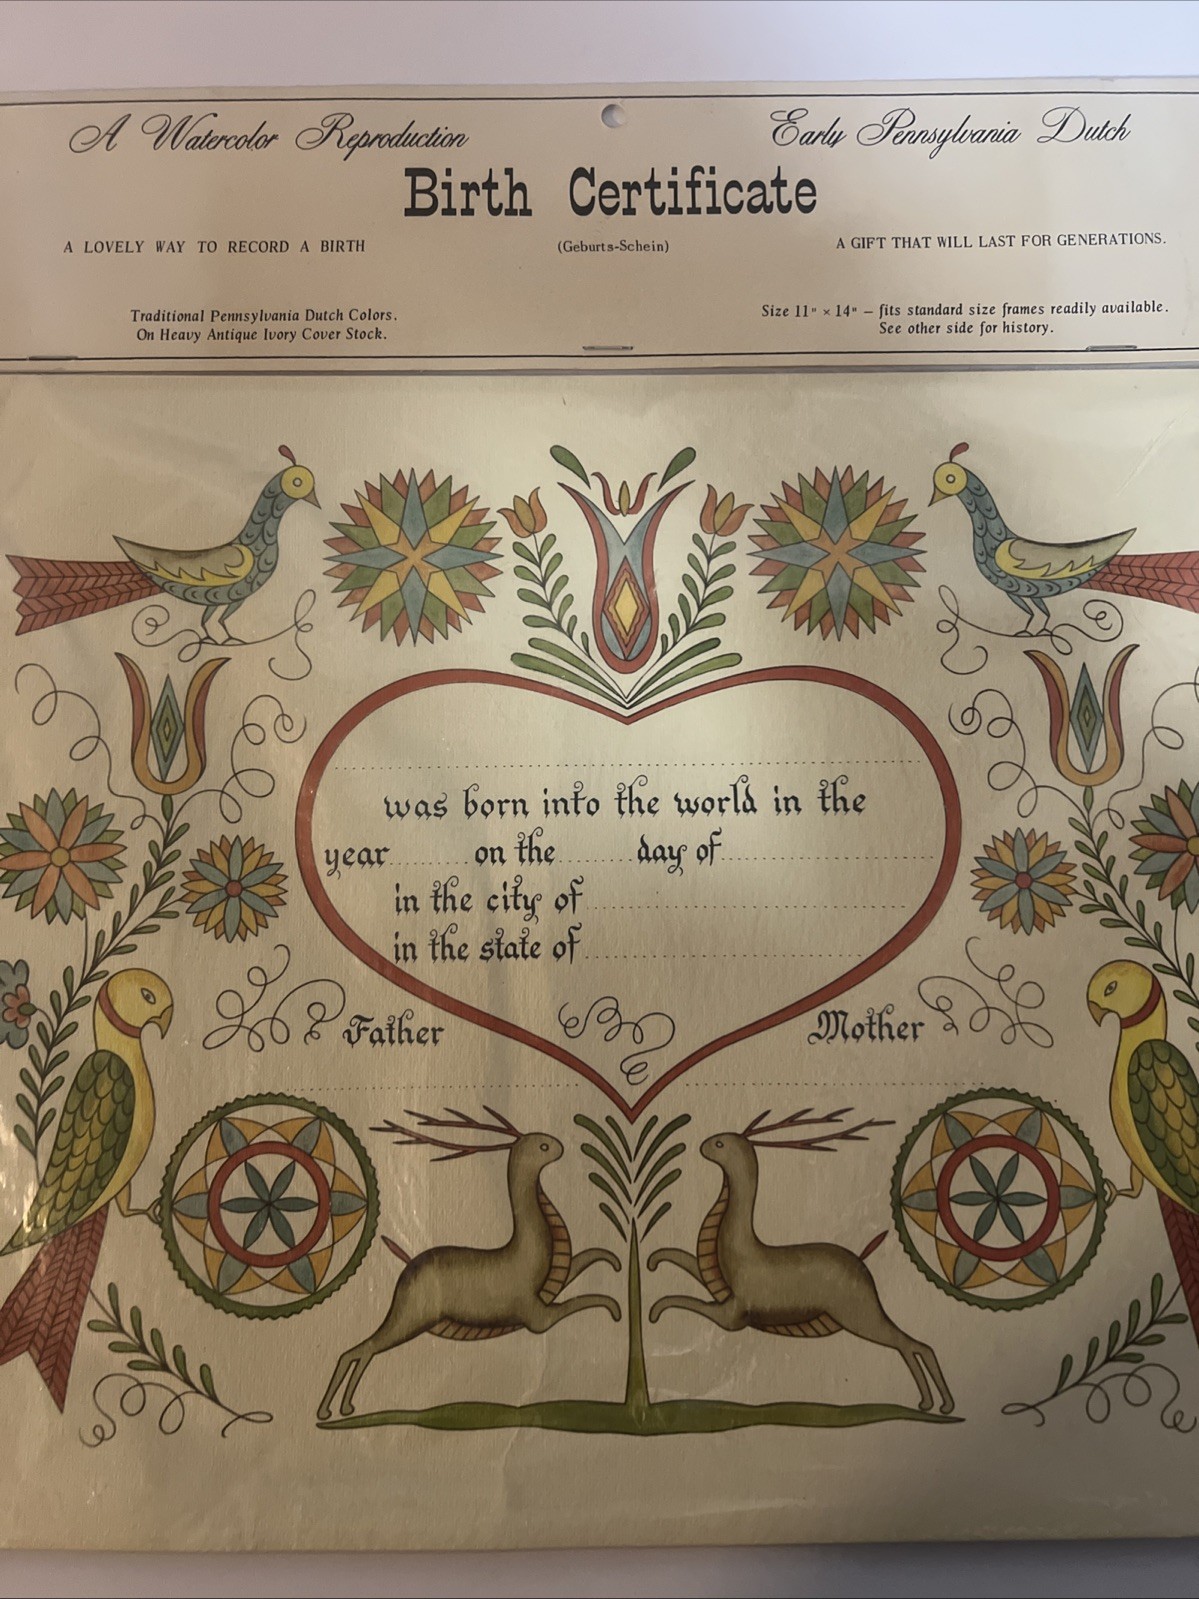 A Watercolor Reproduction
Early Pennsylvania Dutch
Birth Certificate
A LOVELY WAY TO RECORD A BIRTH
(Geburts-Schein)
A GIFT THAT WILL LAST FOR GENERATIONS.
Traditional Pennsylvania Dutch Colors.
On Heavy Antique Ivory Cover Stock.
Size 11" × 14" — fits standard size frames readily available.
See other side for history.
was born into the world in the
year........ on the........ day of........................
in the city of....................................
in the state of................................
Father
Mother